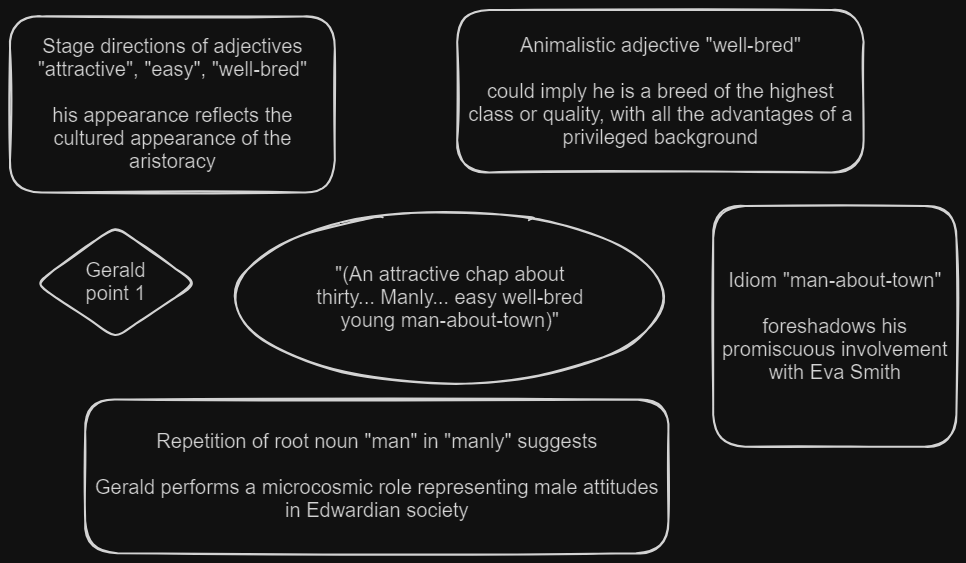 Stage directions of adjectives
"attractive", "easy", "well-bred"
his appearance reflects the
cultured appearance of the
aristoracy
Animalistic adjective "well-bred"
could imply he is a breed of the highest
class or quality, with all the advantages of a
privileged background
Gerald
point 1
"(An attractive chap about
thirty... Manly... easy well-bred
young man-about-town)"
Idiom "man-about-town"
foreshadows his
promiscuous involvement
with Eva Smith
Repetition of root noun "man" in "manly" suggests
Gerald performs a microcosmic role representing male attitudes
in Edwardian society